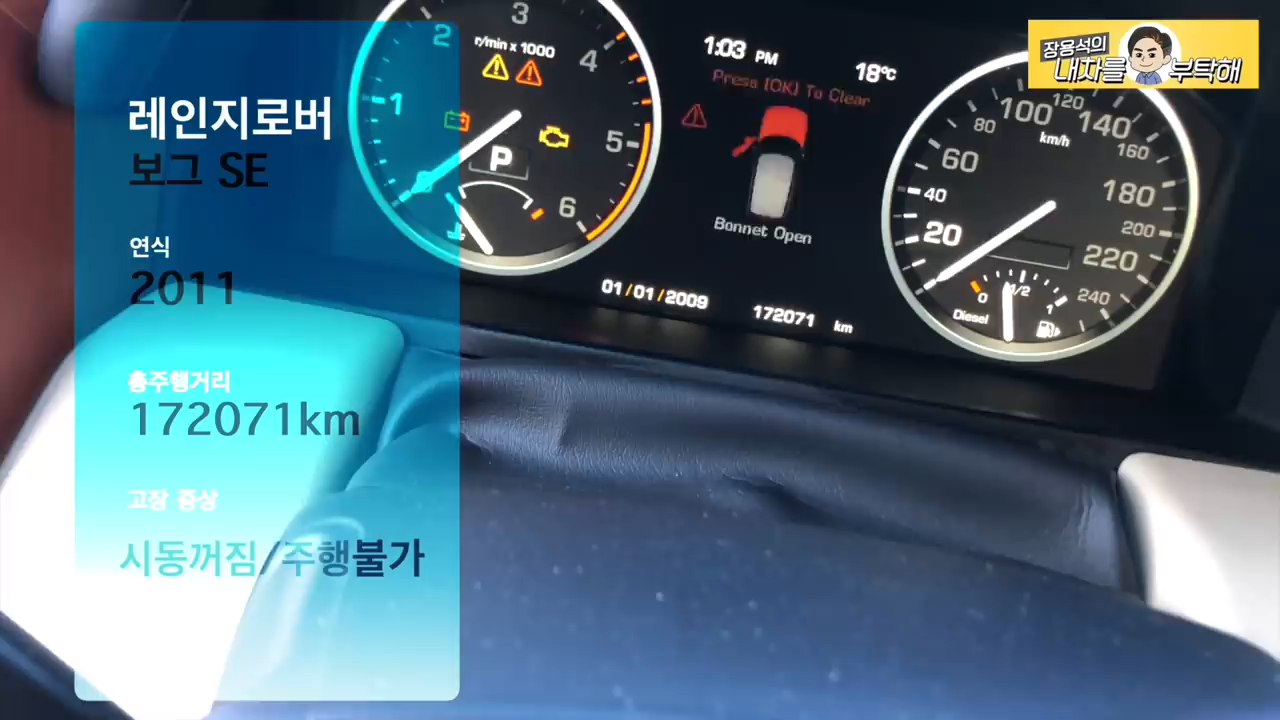 레인지로버
보그 SE
연식
2011
총주행거리
172071km
고장 증상
시동꺼짐/주행불가
1 2 3 4 5 6
r/min x 1000
P
1:03 PM
18°C
Press [OK] To Clear
Bonnet Open
01/01/2009
172071 km
20 40 60 80 100 120 140 160 180 200 220 240
km/h
0 1/2 1
Diesel
장용석의
내차를 부탁해